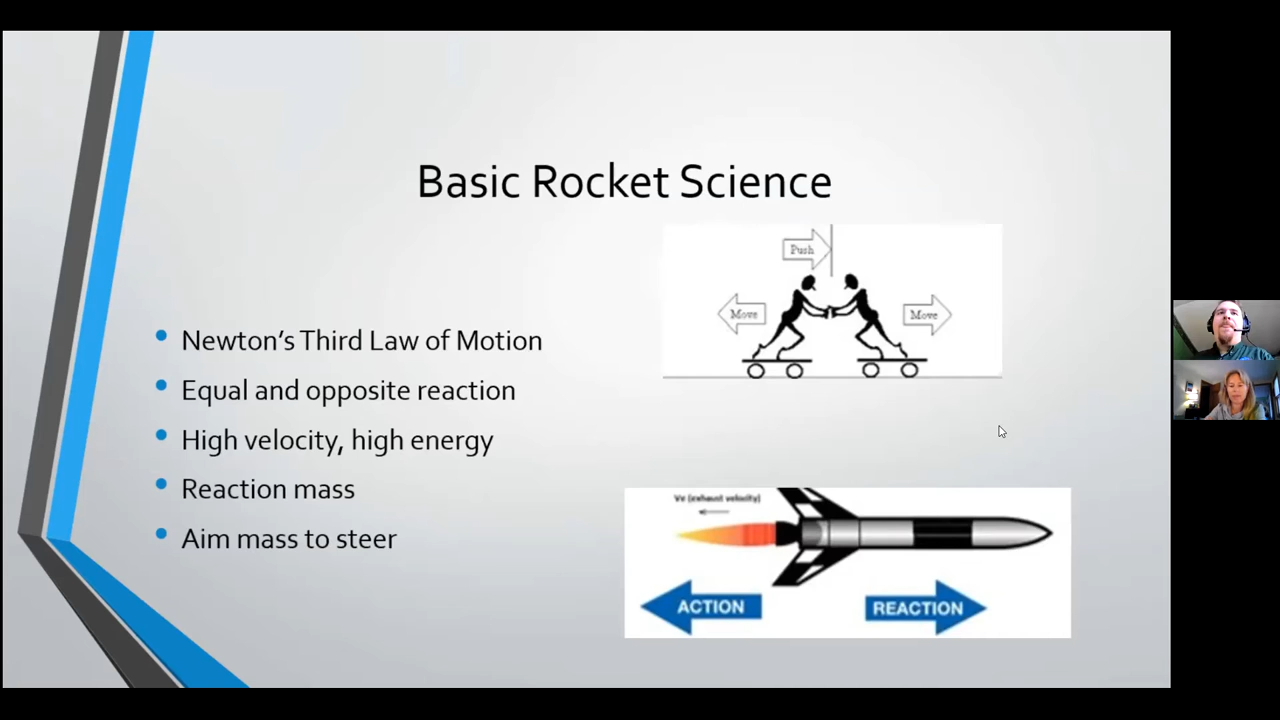 Basic Rocket Science
Push
Move
Move
Newton's Third Law of Motion
Equal and opposite reaction
High velocity, high energy
Reaction mass
Aim mass to steer
Ve (exhaust velocity)
ACTION
REACTION